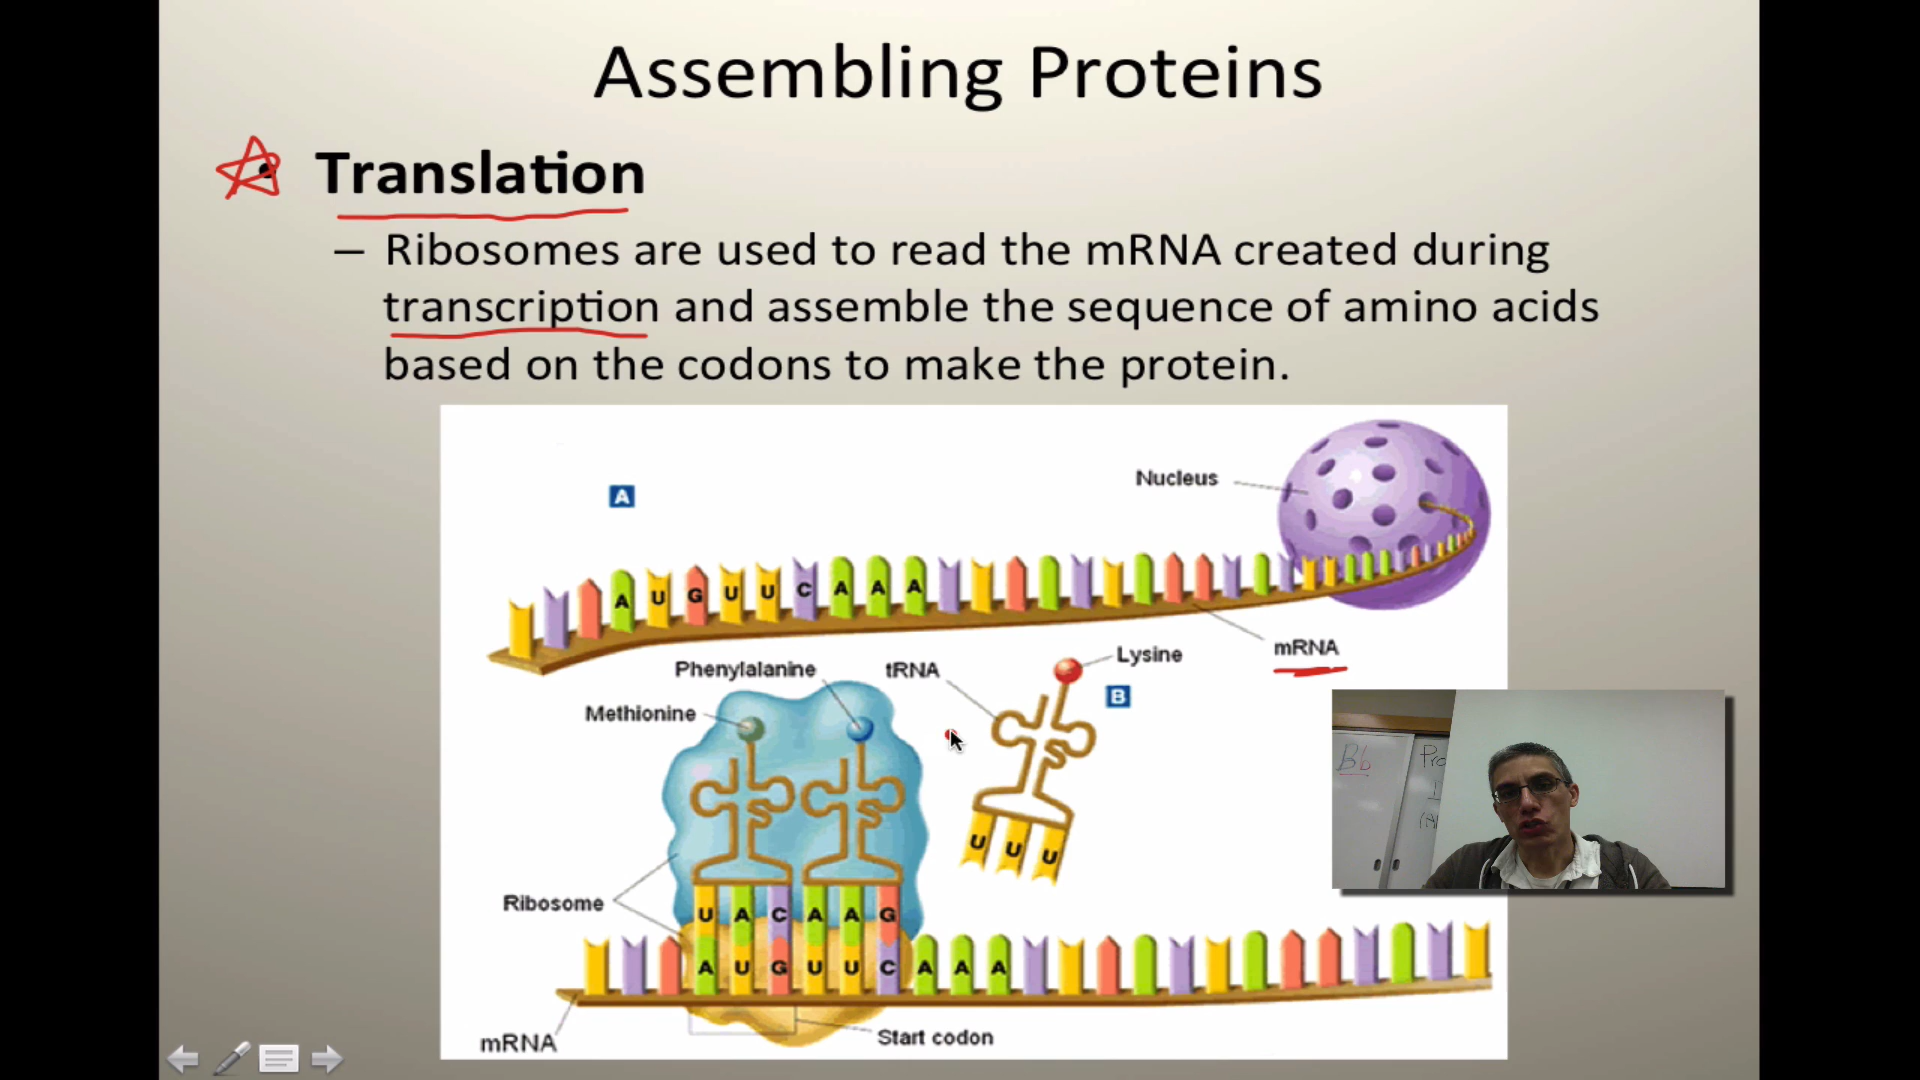 Assembling Proteins
• Translation
– Ribosomes are used to read the mRNA created during
transcription and assemble the sequence of amino acids
based on the codons to make the protein.
Nucleus
A
A U G U U C A A A
mRNA
Phenylalanine
tRNA
Lysine
B
Methionine
U U U
Bb
Pro
Ribosome
U A C A A G
A U G U U C A A A
mRNA
Start codon